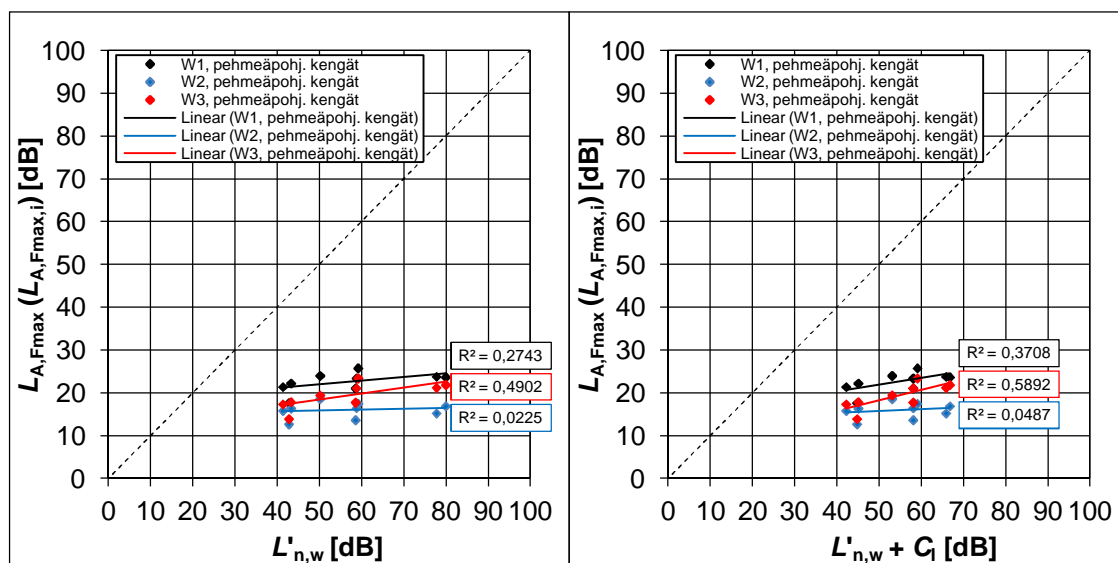 100
90
80
70
60
50
40
30
20
10
0
L_A,Fmax (L_A,Fmax,i) [dB]
W1, pehmeäpohj. kengät
W2, pehmeäpohj. kengät
W3, pehmeäpohj. kengät
Linear (W1, pehmeäpohj. kengät)
Linear (W2, pehmeäpohj. kengät)
Linear (W3, pehmeäpohj. kengät)
R² = 0,2743
R² = 0,4902
R² = 0,0225
0 10 20 30 40 50 60 70 80 90 100
L'n,w [dB]
100
90
80
70
60
50
40
30
20
10
0
L_A,Fmax (L_A,Fmax,i) [dB]
W1, pehmeäpohj. kengät
W2, pehmeäpohj. kengät
W3, pehmeäpohj. kengät
Linear (W1, pehmeäpohj. kengät)
Linear (W2, pehmeäpohj. kengät)
Linear (W3, pehmeäpohj. kengät)
R² = 0,3708
R² = 0,5892
R² = 0,0487
0 10 20 30 40 50 60 70 80 90 100
L'n,w + CI [dB]